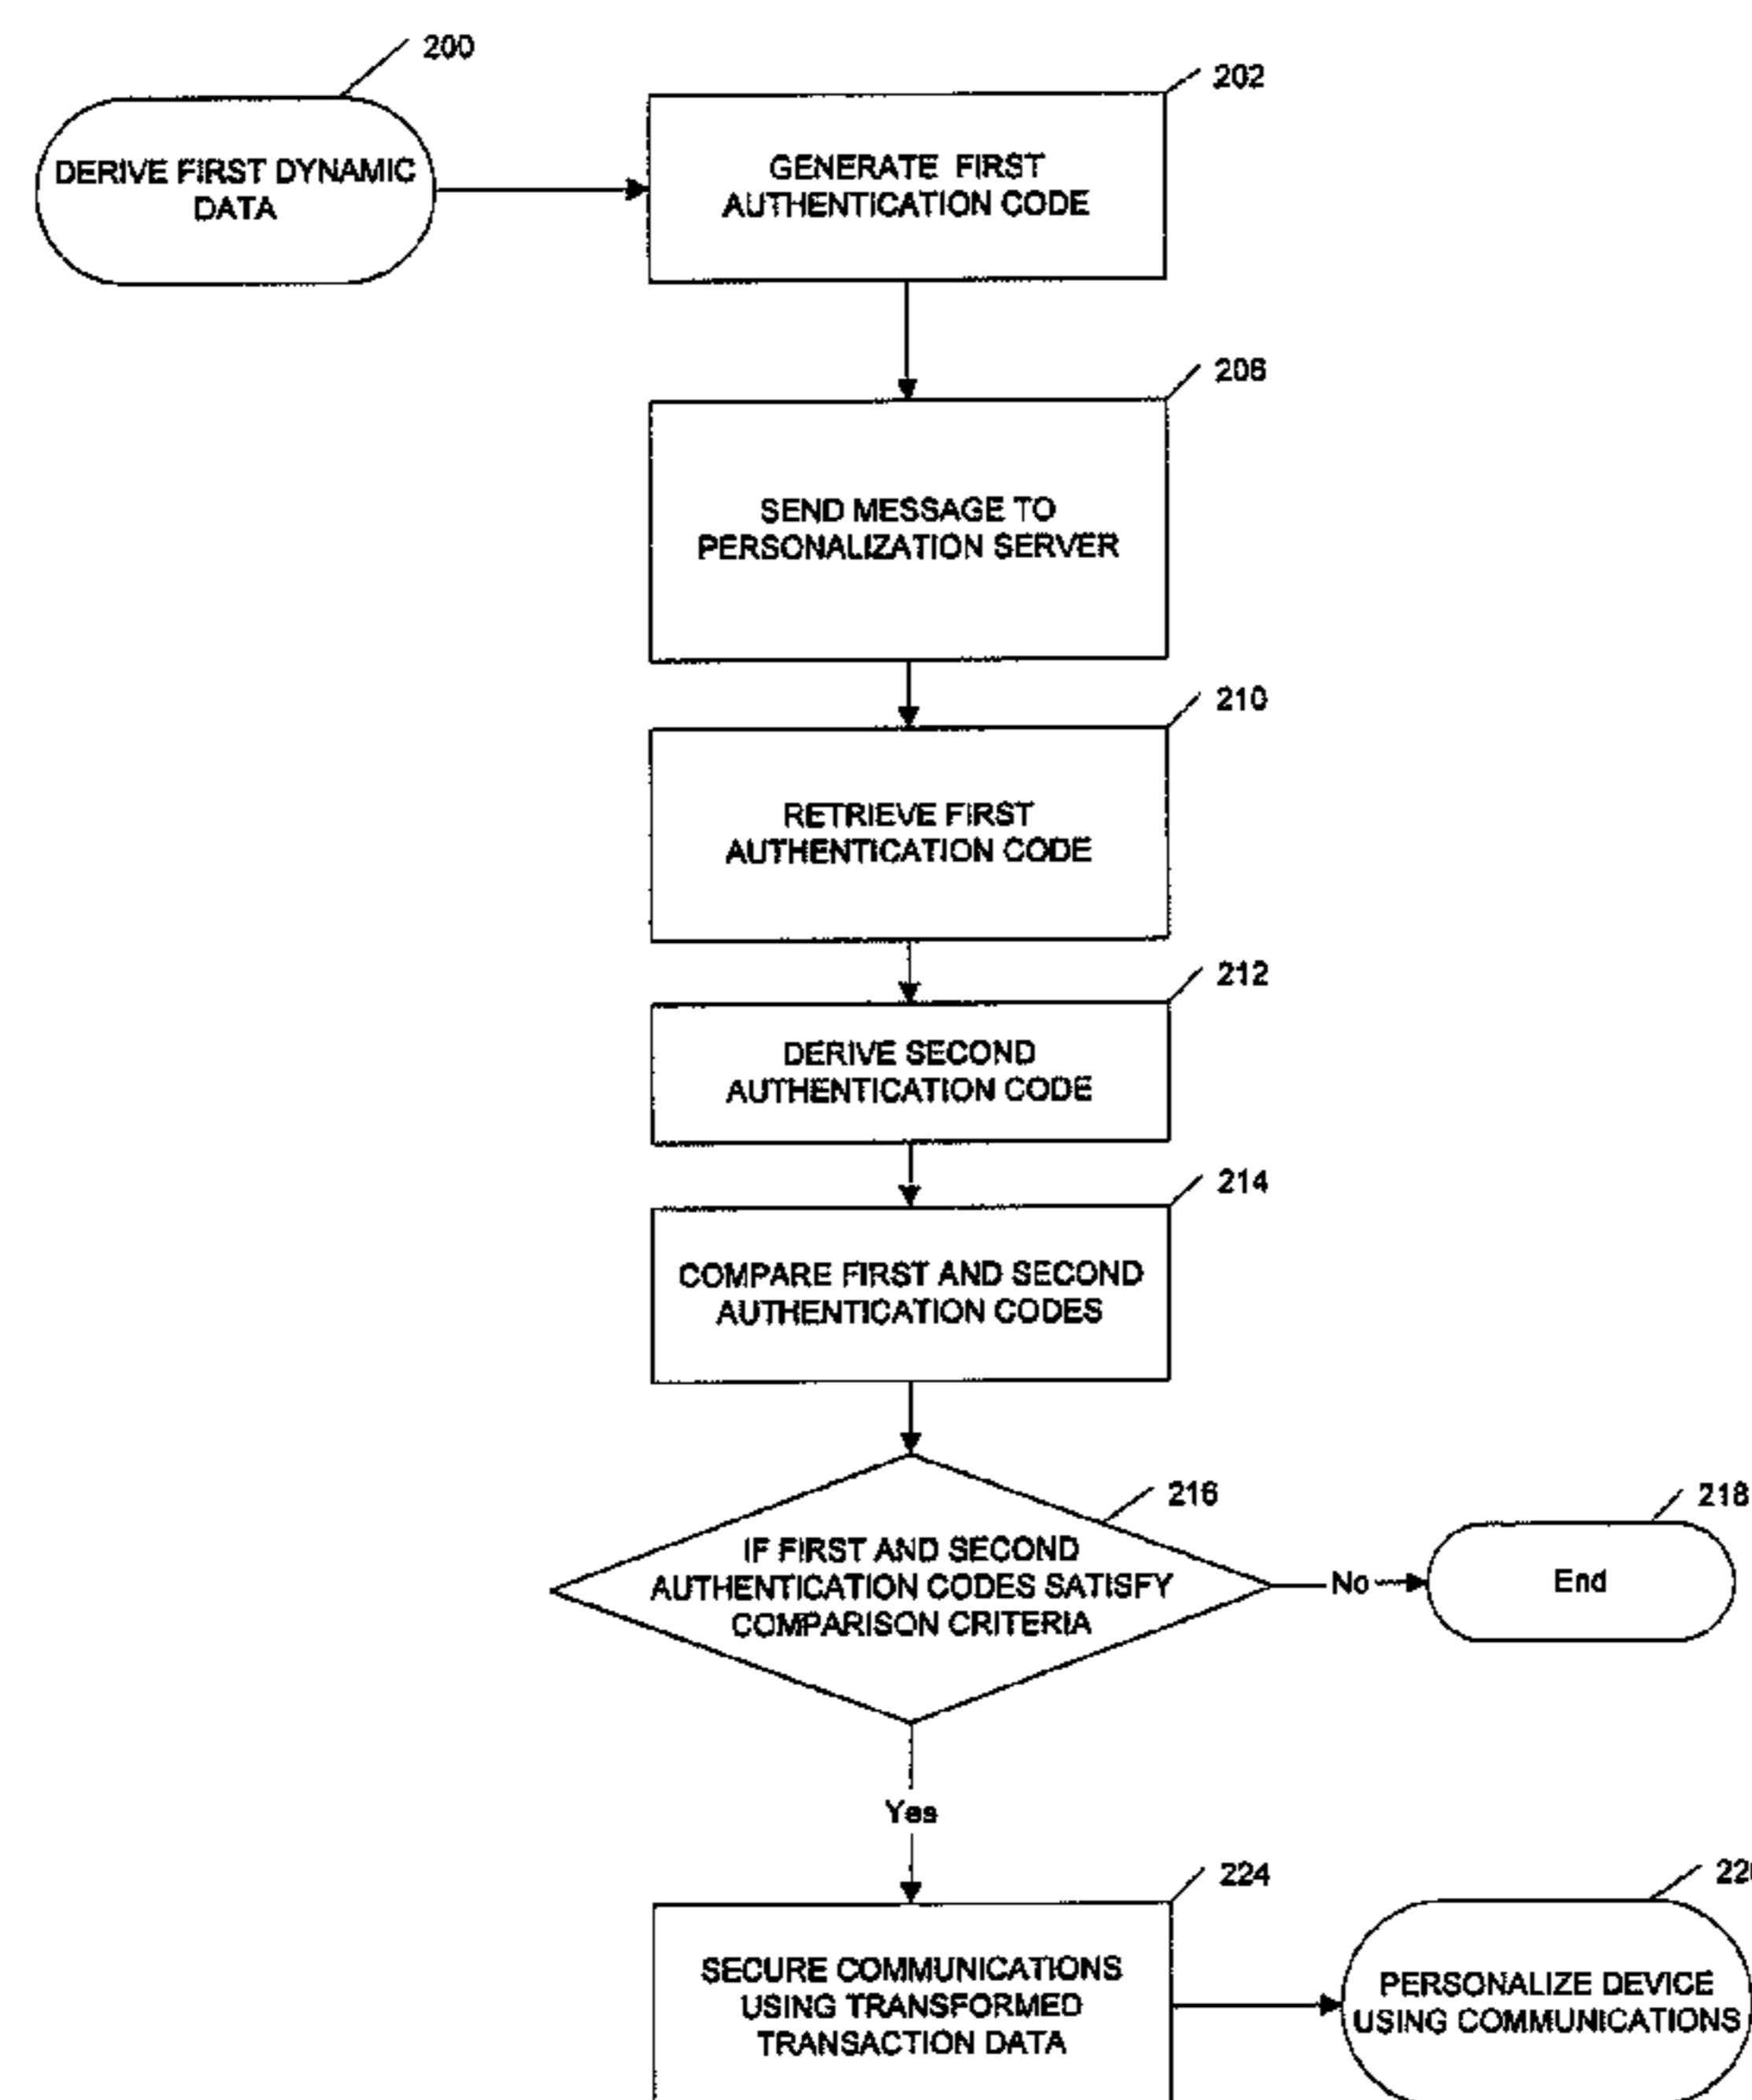 200
DERIVE FIRST DYNAMIC
DATA
202
GENERATE FIRST
AUTHENTICATION CODE
206
SEND MESSAGE TO
PERSONALIZATION SERVER
210
RETRIEVE FIRST
AUTHENTICATION CODE
212
DERIVE SECOND
AUTHENTICATION CODE
214
COMPARE FIRST AND SECOND
AUTHENTICATION CODES
216
IF FIRST AND SECOND
AUTHENTICATION CODES SATISFY
COMPARISON CRITERIA
No
218
End
Yes
224
SECURE COMMUNICATIONS
USING TRANSFORMED
TRANSACTION DATA
PERSONALIZE DEVICE
USING COMMUNICATIONS